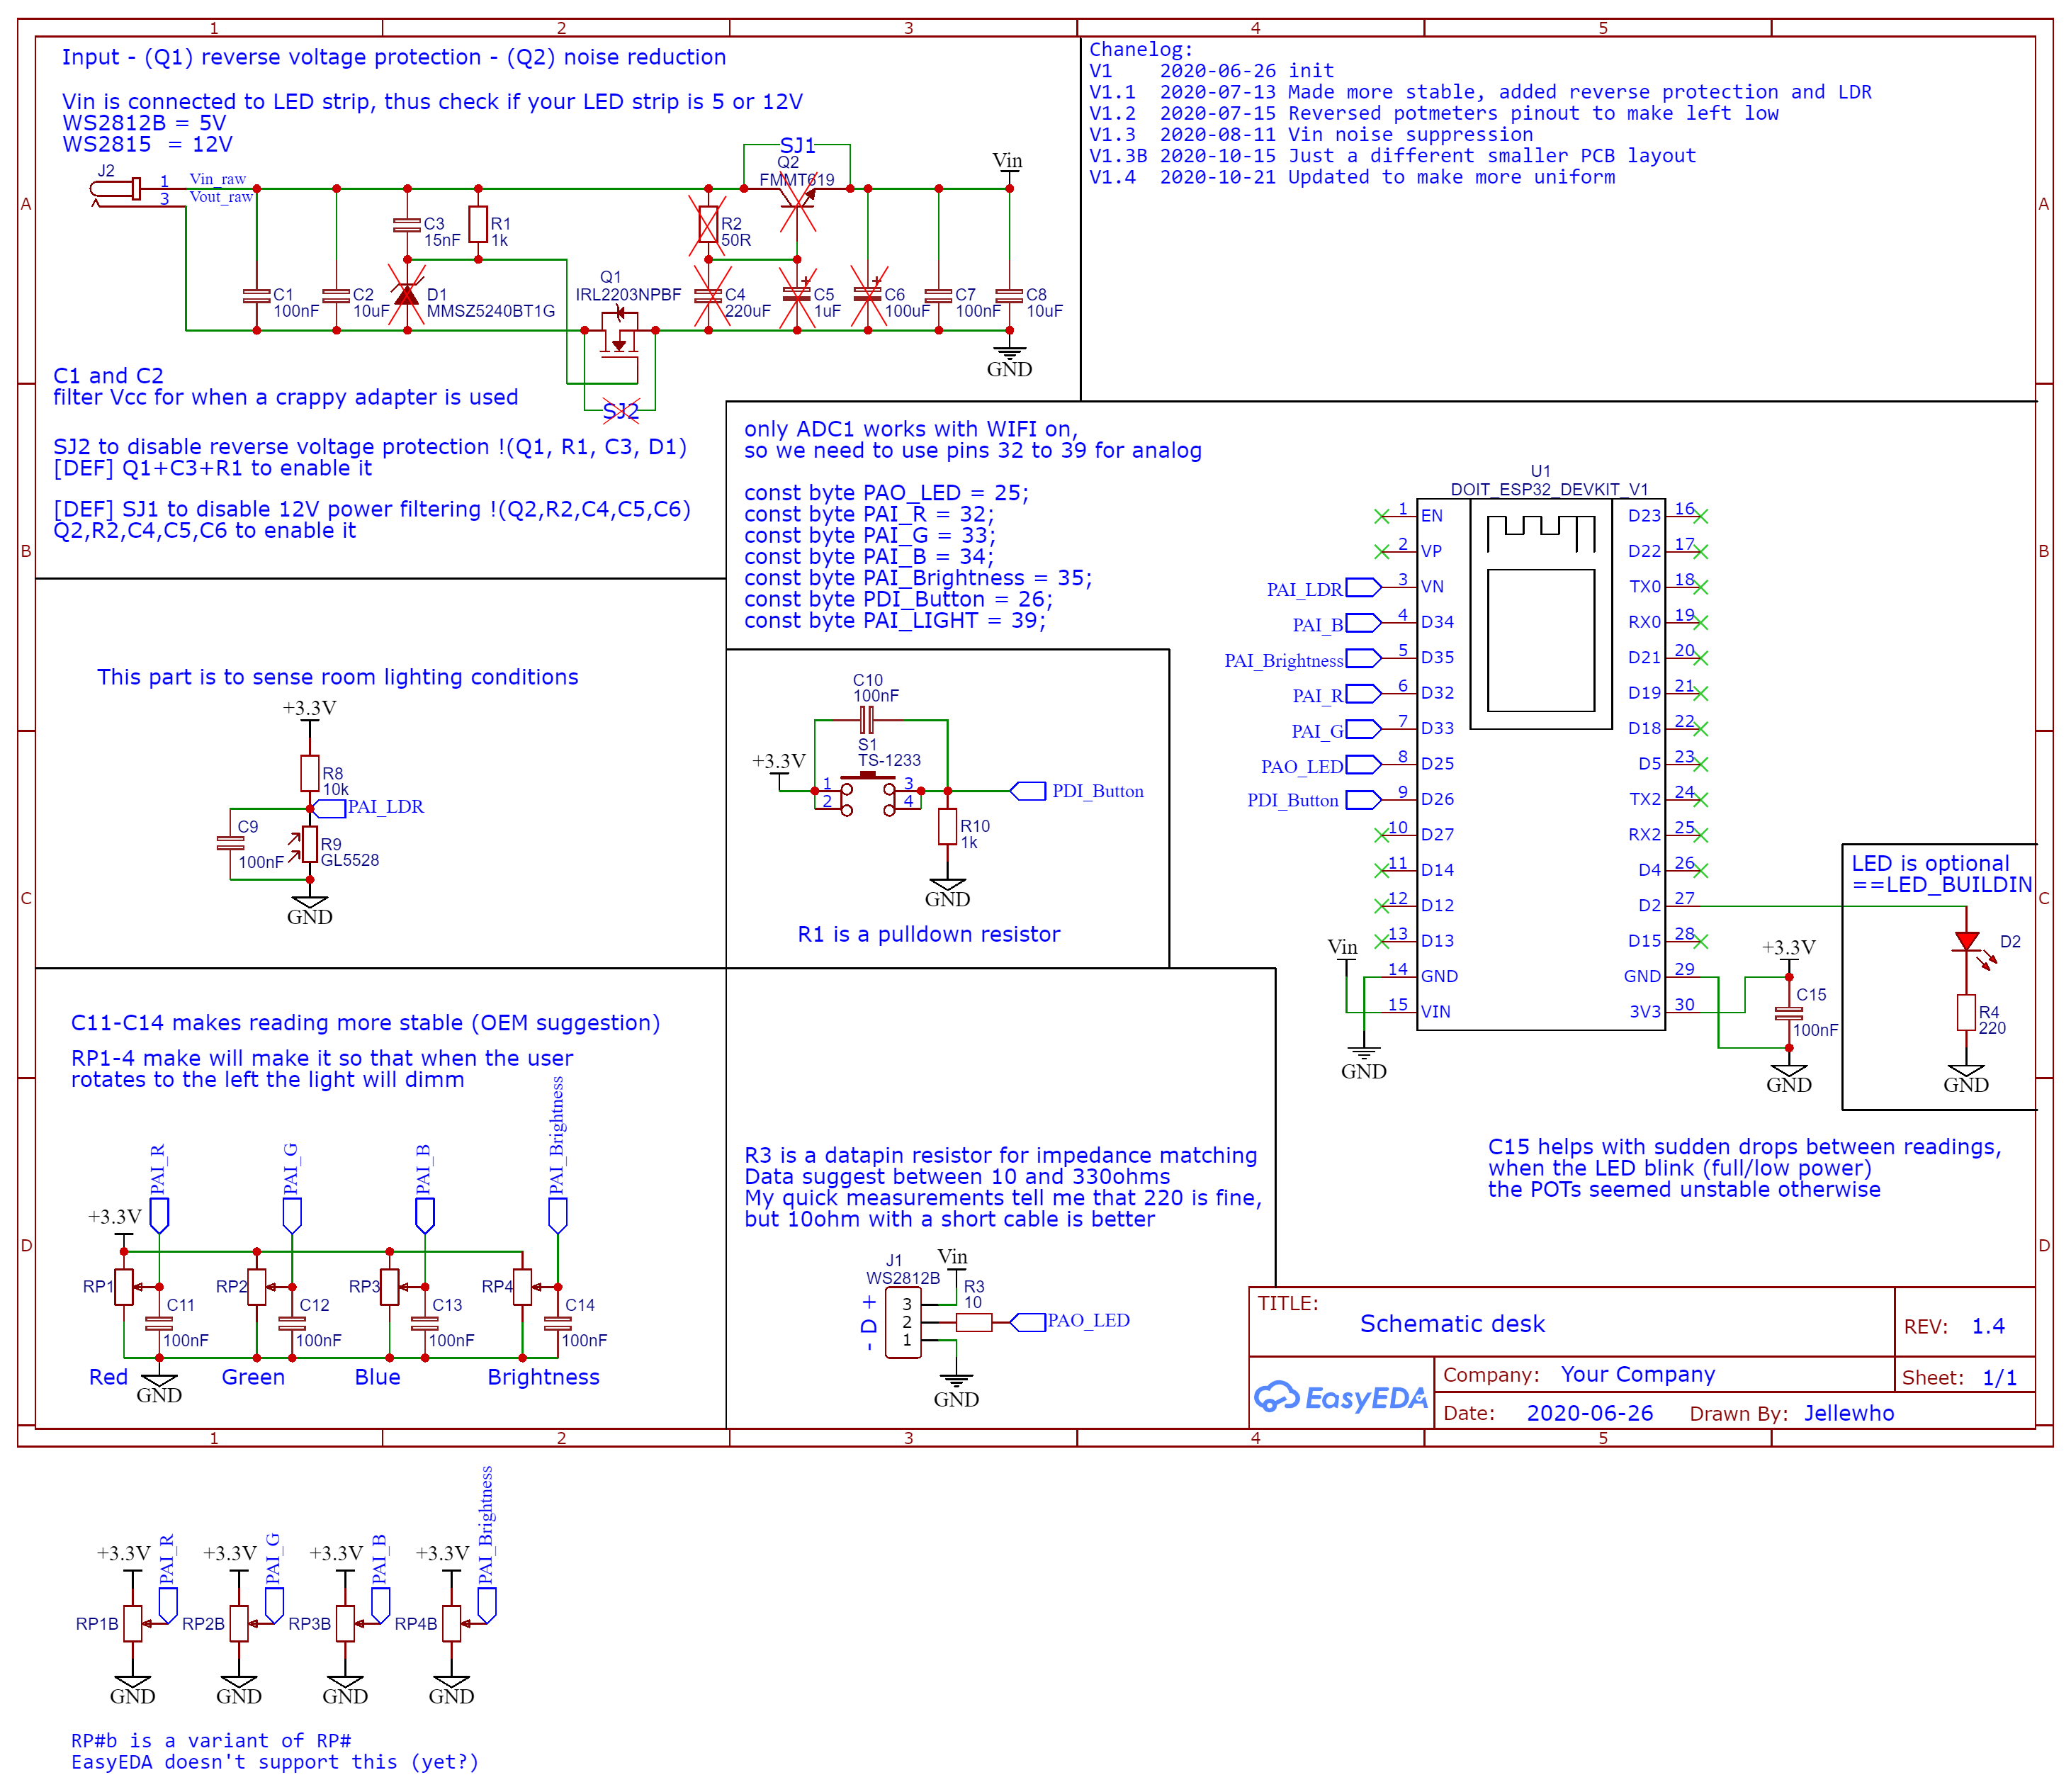 1 2 3 4 5
Input - (Q1) reverse voltage protection - (Q2) noise reduction
Vin is connected to LED strip, thus check if your LED strip is 5 or 12V
WS2812B = 5V
WS2815  = 12V
J2
1
3
Vin_raw
Vout_raw
C1
100nF
C2
10uF
C3
15nF
R1
1k
D1
MMSZ5240BT1G
Q1
IRL2203NPBF
SJ2
R2
50R
SJ1
Q2
FMMT619
C4
220uF
C5
1uF
C6
100uF
C7
100nF
C8
10uF
Vin
GND
A
A
C1 and C2
filter Vcc for when a crappy adapter is used
SJ2 to disable reverse voltage protection !(Q1, R1, C3, D1)
[DEF] Q1+C3+R1 to enable it
[DEF] SJ1 to disable 12V power filtering !(Q2,R2,C4,C5,C6)
Q2,R2,C4,C5,C6 to enable it
Chanelog:
V1    2020-06-26 init
V1.1  2020-07-13 Made more stable, added reverse protection and LDR
V1.2  2020-07-15 Reversed potmeters pinout to make left low
V1.3  2020-08-11 Vin noise suppression
V1.3B 2020-10-15 Just a different smaller PCB layout
V1.4  2020-10-21 Updated to make more uniform
only ADC1 works with WIFI on,
so we need to use pins 32 to 39 for analog
const byte PAO_LED = 25;
const byte PAI_R = 32;
const byte PAI_G = 33;
const byte PAI_B = 34;
const byte PAI_Brightness = 35;
const byte PDI_Button = 26;
const byte PAI_LIGHT = 39;
B
B
U1
DOIT_ESP32_DEVKIT_V1
1 EN
2 VP
PAI_LDR 3 VN
PAI_B 4 D34
PAI_Brightness 5 D35
PAI_R 6 D32
PAI_G 7 D33
PAO_LED 8 D25
PDI_Button 9 D26
10 D27
11 D14
12 D12
13 D13
14 GND
15 VIN
Vin
GND
D23 16
D22 17
TX0 18
RX0 19
D21 20
D19 21
D18 22
D5 23
TX2 24
RX2 25
D4 26
D2 27
D15 28
GND 29
3V3 30
+3.3V
C15
100nF
GND
LED is optional
==LED_BUILDIN
D2
R4
220
GND
C15 helps with sudden drops between readings,
when the LED blink (full/low power)
the POTs seemed unstable otherwise
This part is to sense room lighting conditions
+3.3V
R8
10k
PAI_LDR
C9
100nF
R9
GL5528
GND
C10
100nF
S1
TS-1233
+3.3V
1
2
3
4
PDI_Button
R10
1k
GND
R1 is a pulldown resistor
C
C
C11-C14 makes reading more stable (OEM suggestion)
RP1-4 make will make it so that when the user
rotates to the left the light will dimm
PAI_R
PAI_G
PAI_B
PAI_Brightness
+3.3V
RP1
RP2
RP3
RP4
C11
100nF
C12
100nF
C13
100nF
C14
100nF
Red
GND
Green
Blue
Brightness
R3 is a datapin resistor for impedance matching
Data suggest between 10 and 330ohms
My quick measurements tell me that 220 is fine,
but 10ohm with a short cable is better
J1
WS2812B
Vin
- D +
3
2
1
R3
10
PAO_LED
GND
D
D
TITLE:
Schematic desk
REV: 1.4
EasyEDA
Company: Your Company
Sheet: 1/1
Date: 2020-06-26
Drawn By: Jellewho
1 2 3 4 5
+3.3V
PAI_R
RP1B
GND
+3.3V
PAI_G
RP2B
GND
+3.3V
PAI_B
RP3B
GND
+3.3V
PAI_Brightness
RP4B
GND
RP#b is a variant of RP#
EasyEDA doesn't support this (yet?)